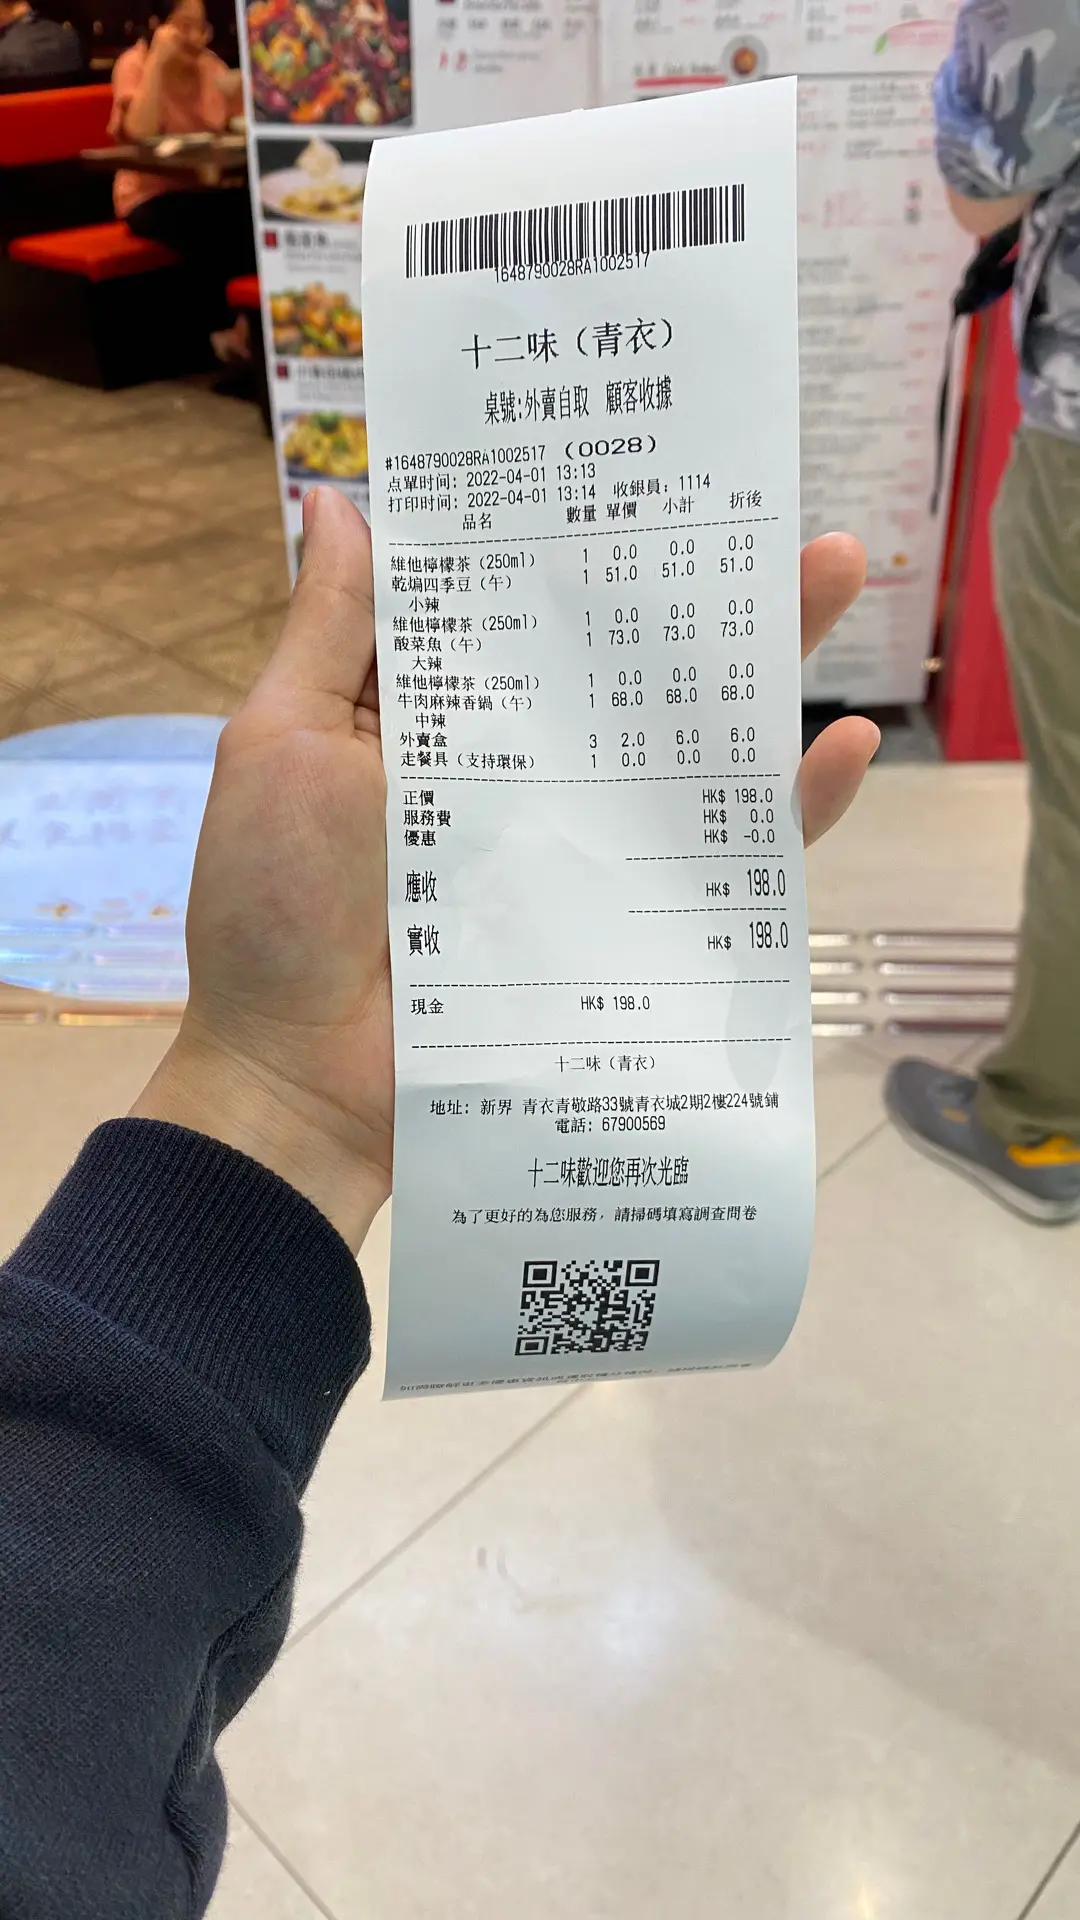 1648790028RA1002517
十二味（青衣）
桌號:外賣自取 顧客收據
#1648790028RA1002517 (0028)
点單时间: 2022-04-01 13:13
打印时间: 2022-04-01 13:14 收銀員: 1114
品名 數量 單價 小計 折後
維他檸檬茶（250ml） 1 0.0 0.0 0.0
乾煸四季豆（午） 1 51.0 51.0 51.0
小辣
維他檸檬茶（250ml） 1 0.0 0.0 0.0
酸菜魚（午） 1 73.0 73.0 73.0
大辣
維他檸檬茶（250ml） 1 0.0 0.0 0.0
牛肉麻辣香鍋（午） 1 68.0 68.0 68.0
中辣
外賣盒 3 2.0 6.0 6.0
走餐具（支持環保） 1 0.0 0.0 0.0
正價 HK$ 198.0
服務費 HK$ 0.0
優惠 HK$ -0.0
應收 HK$ 198.0
實收 HK$ 198.0
現金 HK$ 198.0
十二味（青衣）
地址: 新界 青衣青敬路33號青衣城2期2樓224號鋪
電話: 67900569
十二味歡迎您再次光臨
為了更好的為您服務，請掃碼填寫調查問卷